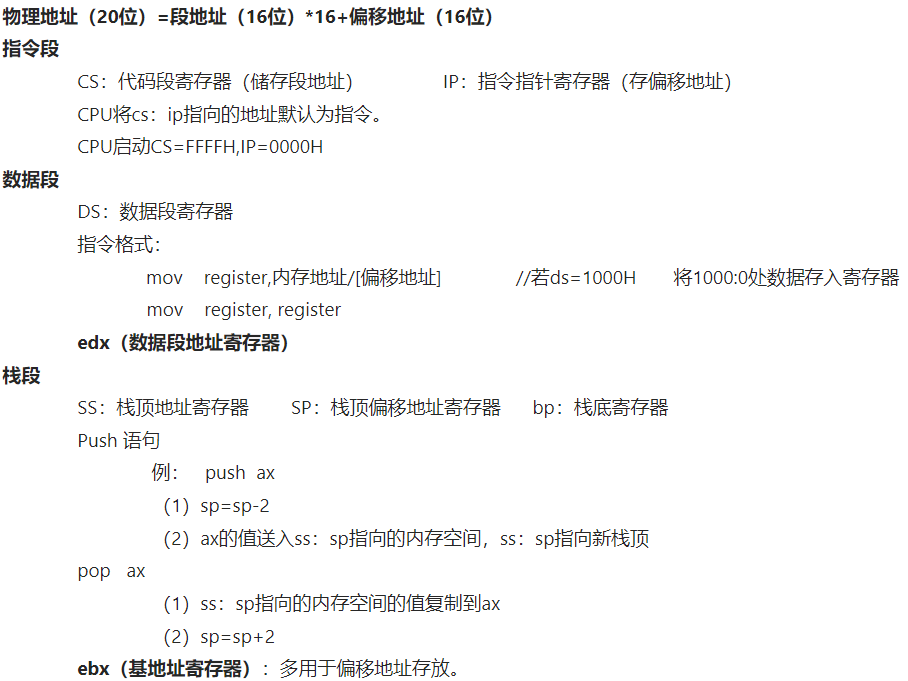 物理地址（20位）=段地址（16位）*16+偏移地址（16位）
指令段
CS：代码段寄存器（储存段地址） IP：指令指针寄存器（存偏移地址）
CPU将cs：ip指向的地址默认为指令。
CPU启动CS=FFFFH,IP=0000H
数据段
DS：数据段寄存器
指令格式：
mov register,内存地址/[偏移地址] //若ds=1000H 将1000:0处数据存入寄存器
mov register, register
edx（数据段地址寄存器）
栈段
SS：栈顶地址寄存器 SP：栈顶偏移地址寄存器 bp：栈底寄存器
Push 语句
例： push ax
（1）sp=sp-2
（2）ax的值送入ss：sp指向的内存空间，ss：sp指向新栈顶
pop ax
（1）ss：sp指向的内存空间的值复制到ax
（2）sp=sp+2
ebx（基地址寄存器）：多用于偏移地址存放。